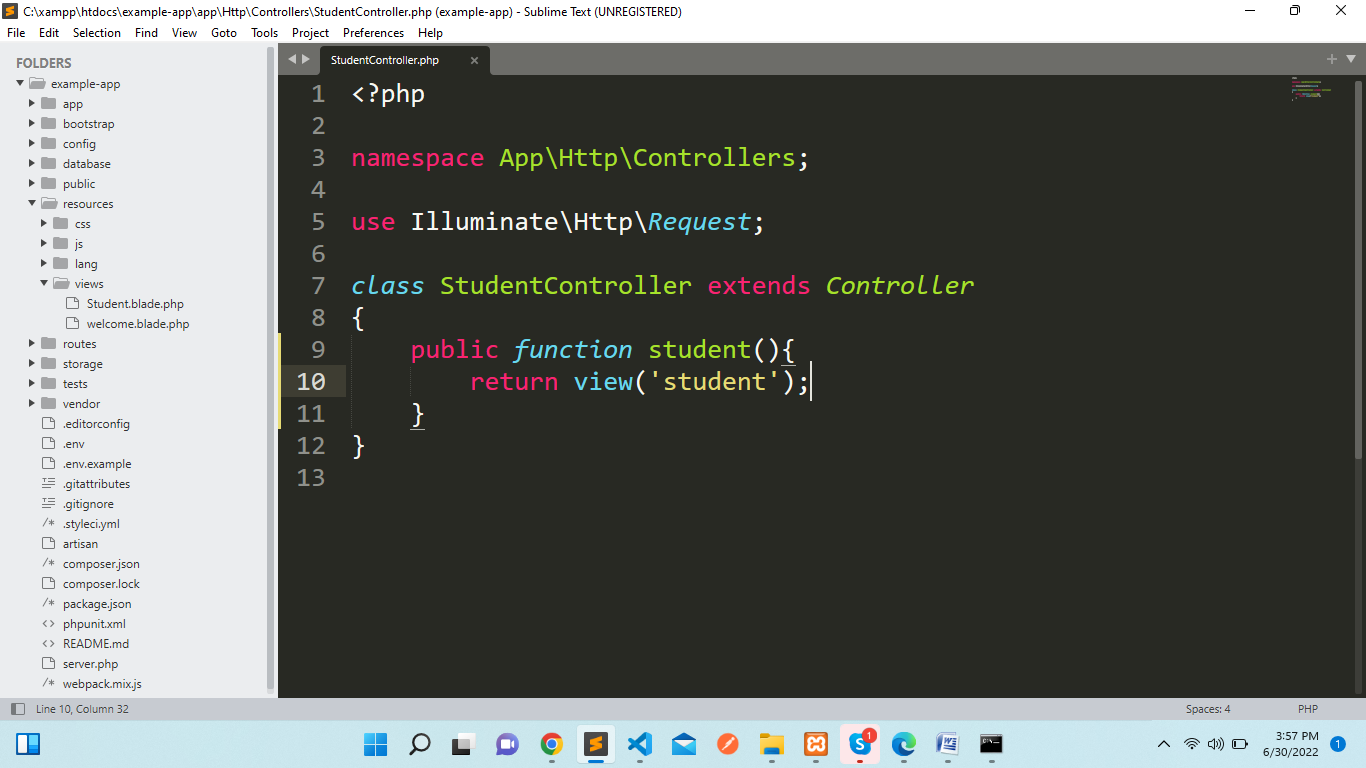 C:\xampp\htdocs\example-app\app\Http\Controllers\StudentController.php (example-app) - Sublime Text (UNREGISTERED)
File Edit Selection Find View Goto Tools Project Preferences Help
FOLDERS
example-app
app
bootstrap
config
database
public
resources
css
js
lang
views
Student.blade.php
welcome.blade.php
routes
storage
tests
vendor
.editorconfig
.env
.env.example
.gitattributes
.gitignore
/* .styleci.yml
artisan
/* composer.json
composer.lock
/* package.json
<> phpunit.xml
<> README.md
server.php
/* webpack.mix.js
StudentController.php ×
1 <?php
2
3 namespace App\Http\Controllers;
4
5 use Illuminate\Http\Request;
6
7 class StudentController extends Controller
8 {
9     public function student(){
10         return view('student');
11     }
12 }
13
Line 10, Column 32 Spaces: 4 PHP
S 1
W
3:57 PM
6/30/2022
1